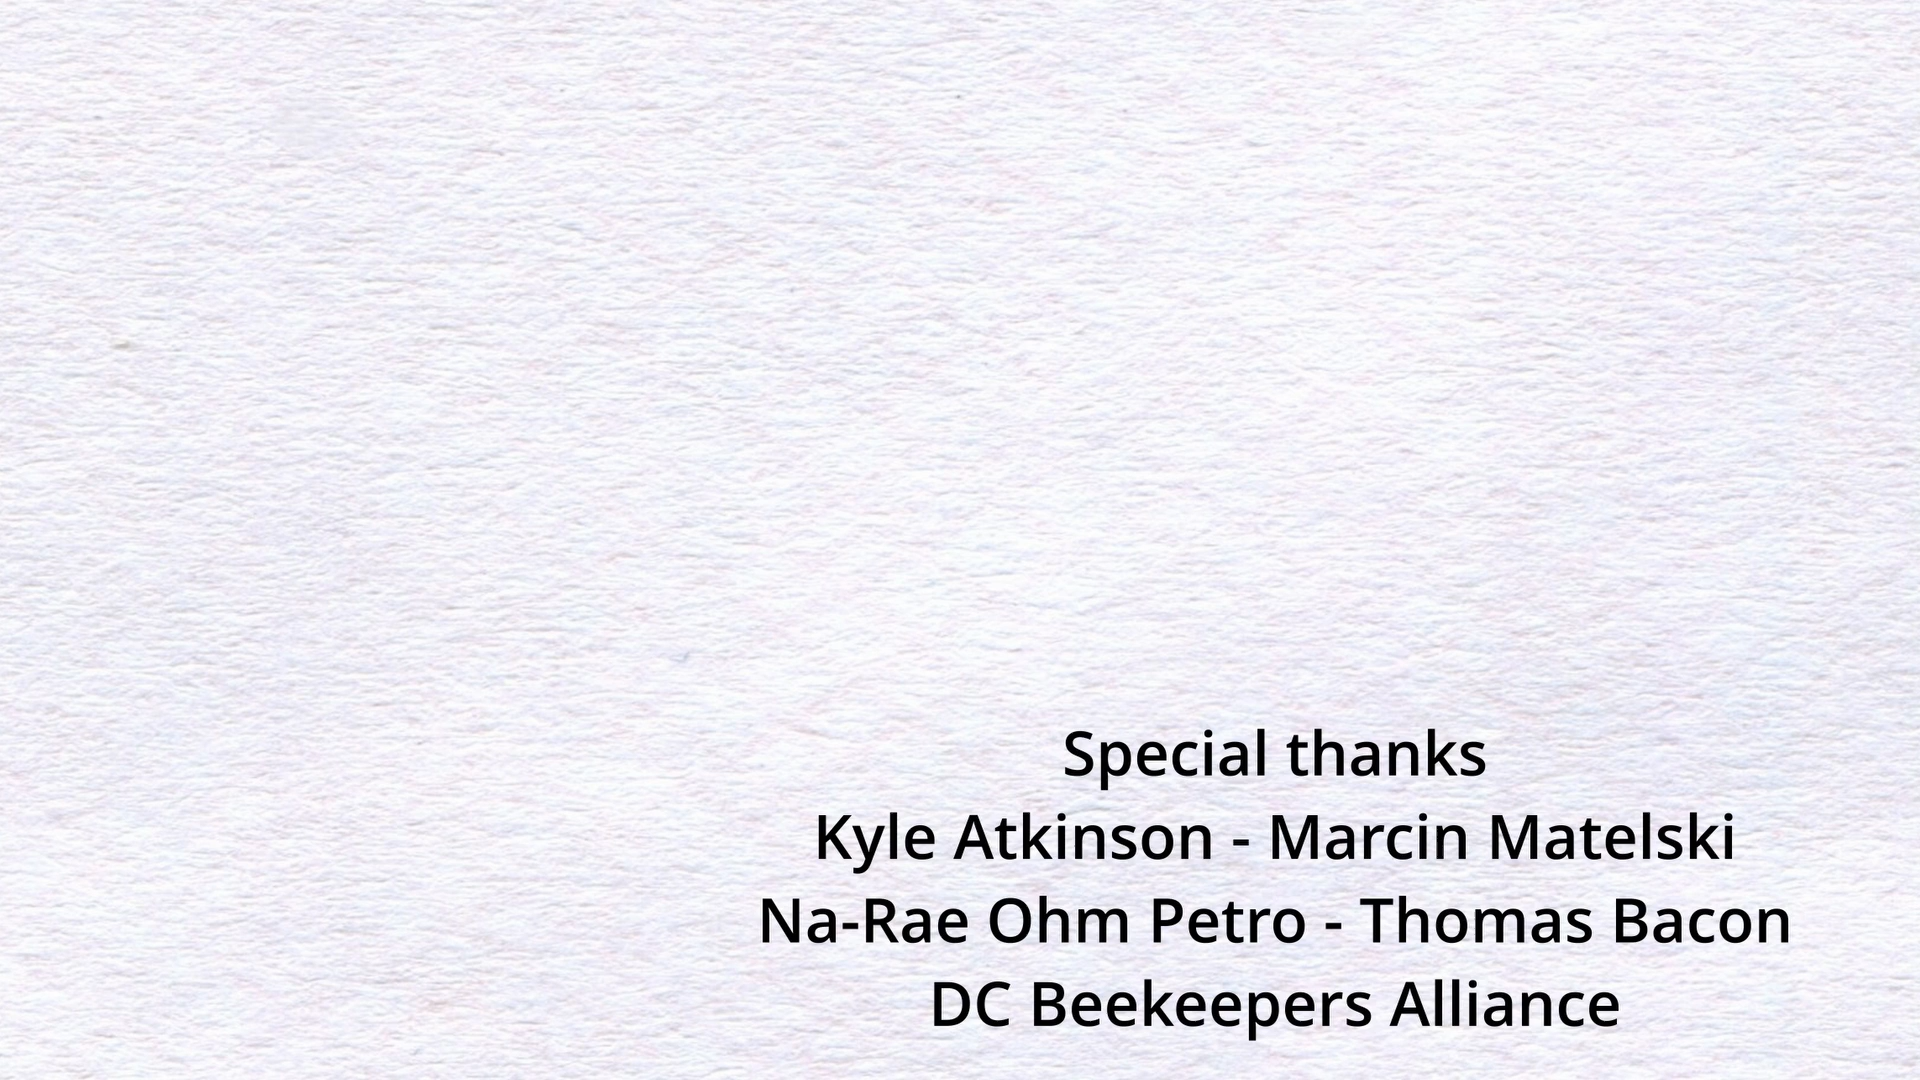 Special thanks
Kyle Atkinson - Marcin Matelski
Na-Rae Ohm Petro - Thomas Bacon
DC Beekeepers Alliance